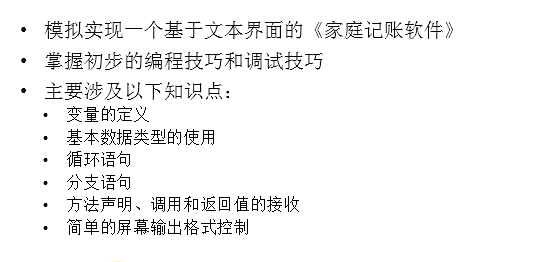 • 模拟实现一个基于文本界面的《家庭记账软件》
• 掌握初步的编程技巧和调试技巧
• 主要涉及以下知识点：
• 变量的定义
• 基本数据类型的使用
• 循环语句
• 分支语句
• 方法声明、调用和返回值的接收
• 简单的屏幕输出格式控制